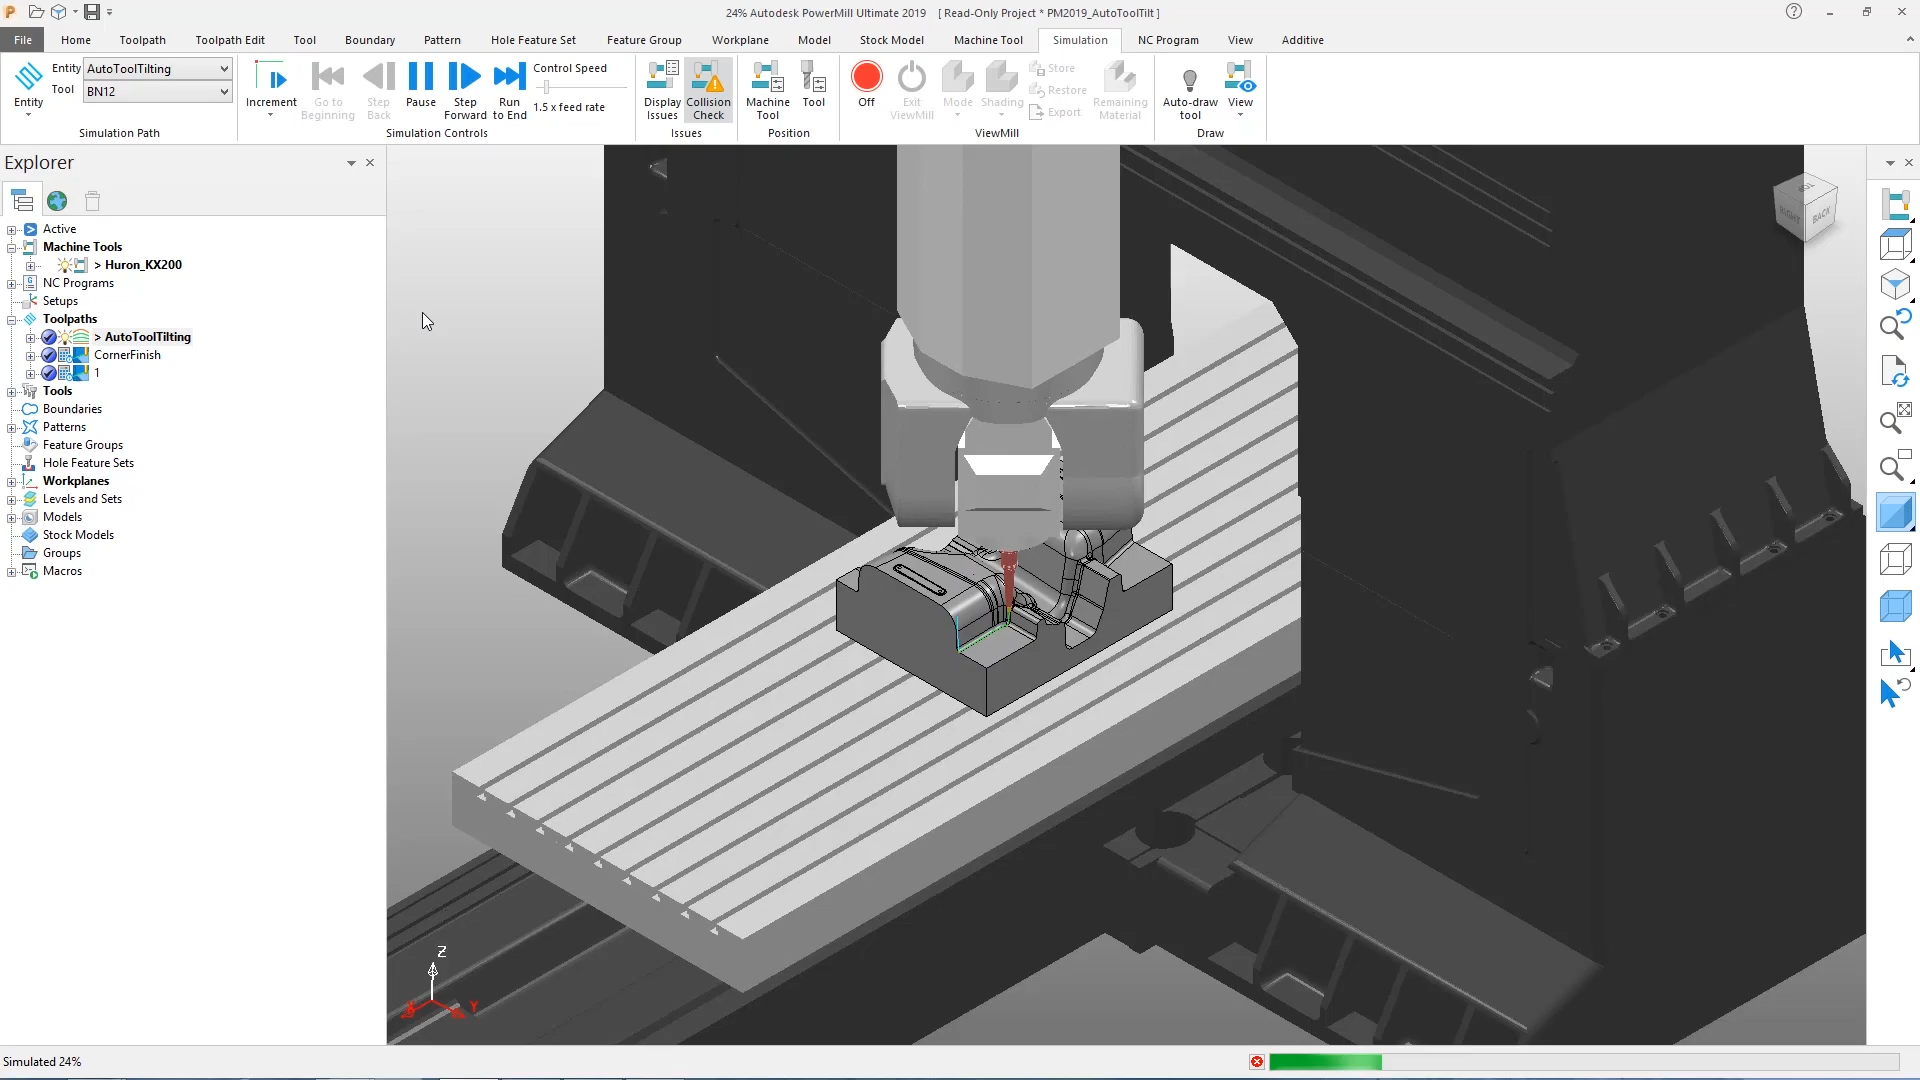 24% Autodesk PowerMill Ultimate 2019 [ Read-Only Project * PM2019_AutoToolTilt ]
File Home Toolpath Toolpath Edit Tool Boundary Pattern Hole Feature Set Feature Group Workplane Model Stock Model Machine Tool Simulation NC Program View Additive
Entity
Entity AutoToolTilting
Tool BN12
Simulation Path
Increment
Go to Beginning
Step Back
Pause
Step Forward
Run to End
Control Speed
1.5 x feed rate
Simulation Controls
Display Issues
Collision Check
Issues
Machine Tool
Tool
Position
Off
Exit ViewMill
Mode
Shading
Store
Restore
Export
Remaining Material
ViewMill
Auto-draw tool
View
Draw
Explorer
Active
Machine Tools
> Huron_KX200
NC Programs
Setups
Toolpaths
> AutoToolTilting
CornerFinish
1
Tools
Boundaries
Patterns
Feature Groups
Hole Feature Sets
Workplanes
Levels and Sets
Models
Stock Models
Groups
Macros
TOP
RIGHT
BACK
Z
Y
Simulated 24%